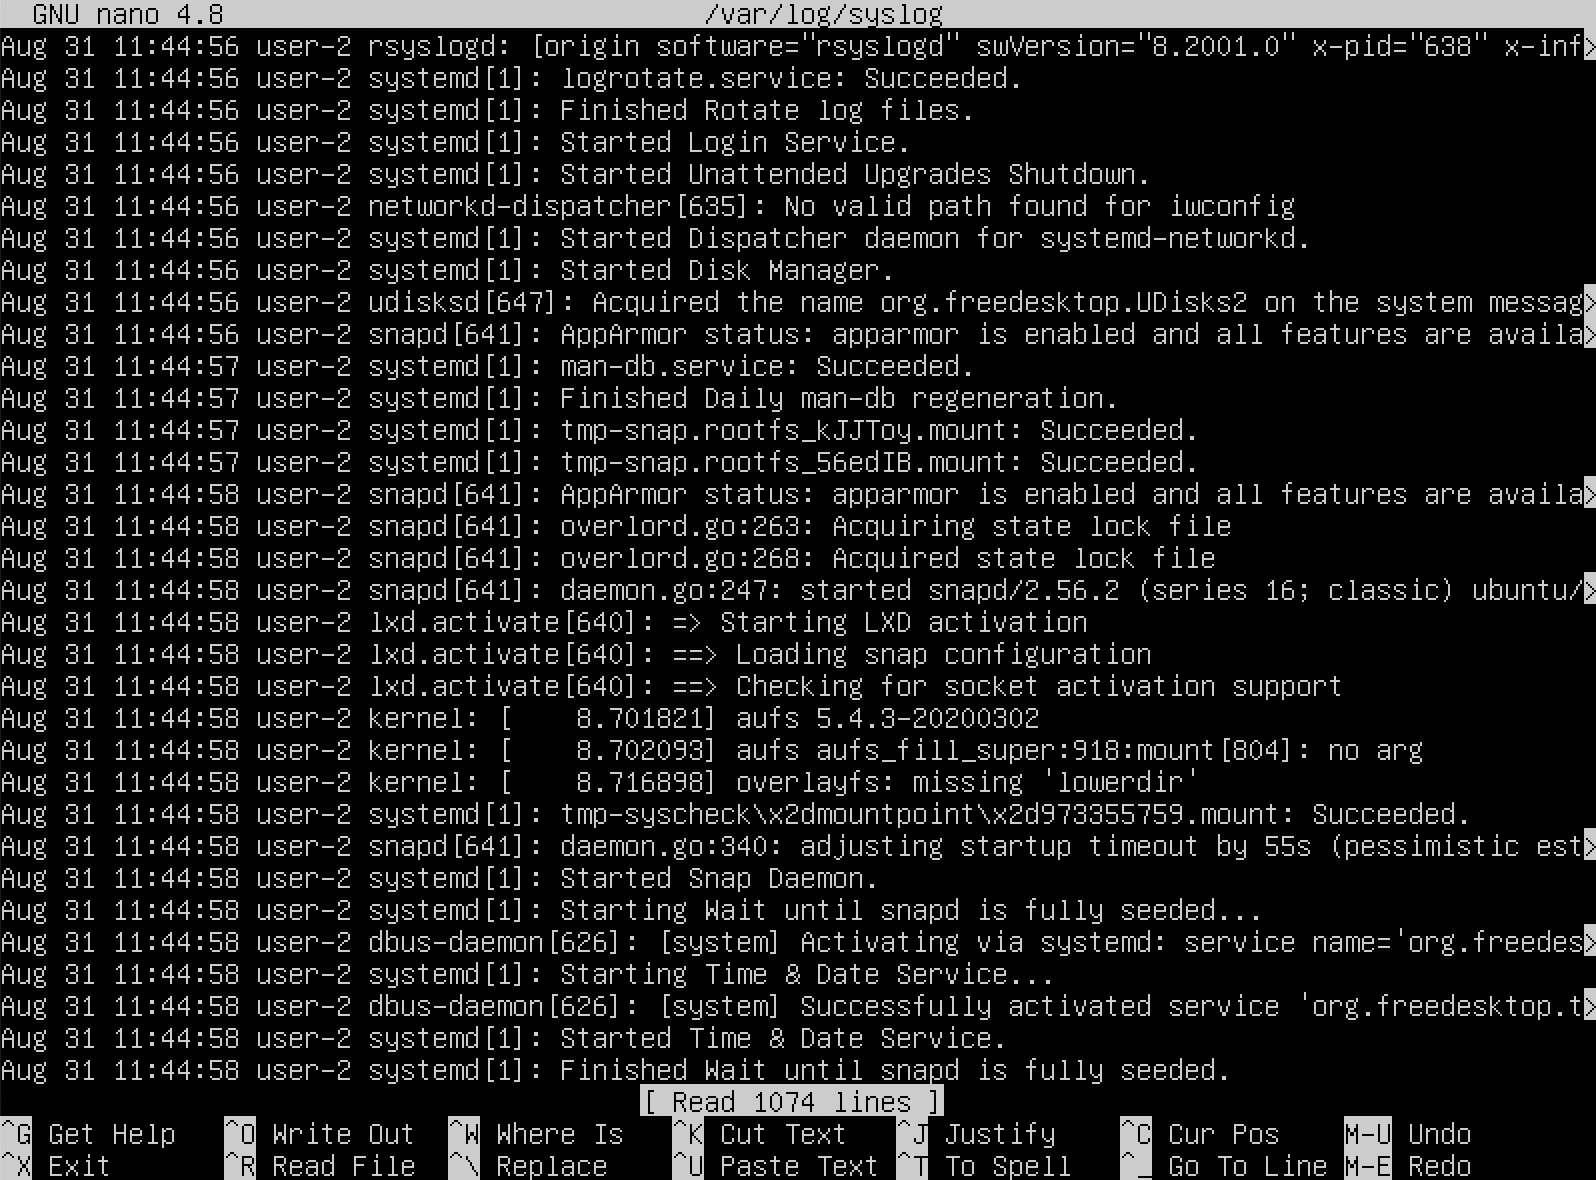 GNU nano 4.8 /var/log/syslog
Aug 31 11:44:56 user-2 rsyslogd: [origin software="rsyslogd" swVersion="8.2001.0" x-pid="638" x-inf>
Aug 31 11:44:56 user-2 systemd[1]: logrotate.service: Succeeded.
Aug 31 11:44:56 user-2 systemd[1]: Finished Rotate log files.
Aug 31 11:44:56 user-2 systemd[1]: Started Login Service.
Aug 31 11:44:56 user-2 systemd[1]: Started Unattended Upgrades Shutdown.
Aug 31 11:44:56 user-2 networkd-dispatcher[635]: No valid path found for iwconfig
Aug 31 11:44:56 user-2 systemd[1]: Started Dispatcher daemon for systemd-networkd.
Aug 31 11:44:56 user-2 systemd[1]: Started Disk Manager.
Aug 31 11:44:56 user-2 udisksd[647]: Acquired the name org.freedesktop.UDisks2 on the system messag>
Aug 31 11:44:56 user-2 snapd[641]: AppArmor status: apparmor is enabled and all features are availa>
Aug 31 11:44:57 user-2 systemd[1]: man-db.service: Succeeded.
Aug 31 11:44:57 user-2 systemd[1]: Finished Daily man-db regeneration.
Aug 31 11:44:57 user-2 systemd[1]: tmp-snap.rootfs_kJJToy.mount: Succeeded.
Aug 31 11:44:57 user-2 systemd[1]: tmp-snap.rootfs_56edIB.mount: Succeeded.
Aug 31 11:44:58 user-2 snapd[641]: AppArmor status: apparmor is enabled and all features are availa>
Aug 31 11:44:58 user-2 snapd[641]: overlord.go:263: Acquiring state lock file
Aug 31 11:44:58 user-2 snapd[641]: overlord.go:268: Acquired state lock file
Aug 31 11:44:58 user-2 snapd[641]: daemon.go:247: started snapd/2.56.2 (series 16; classic) ubuntu/>
Aug 31 11:44:58 user-2 lxd.activate[640]: => Starting LXD activation
Aug 31 11:44:58 user-2 lxd.activate[640]: ==> Loading snap configuration
Aug 31 11:44:58 user-2 lxd.activate[640]: ==> Checking for socket activation support
Aug 31 11:44:58 user-2 kernel: [    8.701821] aufs 5.4.3-20200302
Aug 31 11:44:58 user-2 kernel: [    8.702093] aufs aufs_fill_super:918:mount[804]: no arg
Aug 31 11:44:58 user-2 kernel: [    8.716898] overlayfs: missing 'lowerdir'
Aug 31 11:44:58 user-2 systemd[1]: tmp-syscheck\x2dmountpoint\x2d973355759.mount: Succeeded.
Aug 31 11:44:58 user-2 snapd[641]: daemon.go:340: adjusting startup timeout by 55s (pessimistic est>
Aug 31 11:44:58 user-2 systemd[1]: Started Snap Daemon.
Aug 31 11:44:58 user-2 systemd[1]: Starting Wait until snapd is fully seeded...
Aug 31 11:44:58 user-2 dbus-daemon[626]: [system] Activating via systemd: service name='org.freedes>
Aug 31 11:44:58 user-2 systemd[1]: Starting Time & Date Service...
Aug 31 11:44:58 user-2 dbus-daemon[626]: [system] Successfully activated service 'org.freedesktop.t>
Aug 31 11:44:58 user-2 systemd[1]: Started Time & Date Service.
Aug 31 11:44:58 user-2 systemd[1]: Finished Wait until snapd is fully seeded.
[ Read 1074 lines ]
^G Get Help ^O Write Out ^W Where Is ^K Cut Text ^J Justify ^C Cur Pos M-U Undo
^X Exit ^R Read File ^\ Replace ^U Paste Text ^T To Spell ^_ Go To Line M-E Redo